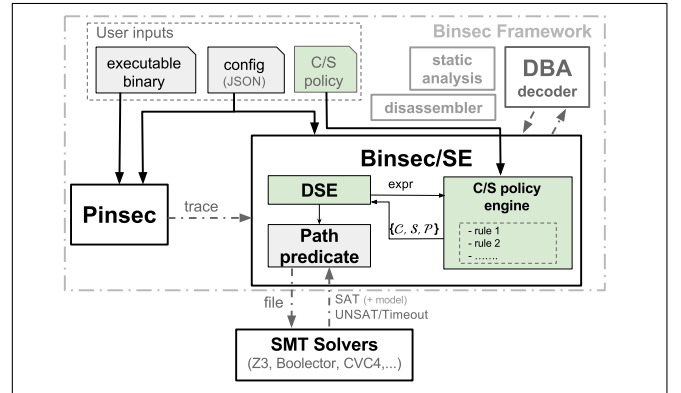 User inputs
Binsec Framework
executable
binary
config
(JSON)
C/S
policy
static
analysis
disassembler
DBA
decoder
Binsec/SE
Pinsec
trace
DSE
expr
C/S policy
engine
- rule 1
- rule 2
- .......
{C, S, P}
Path
predicate
file
SAT (+ model)
UNSAT/Timeout
SMT Solvers
(Z3, Boolector, CVC4,...)